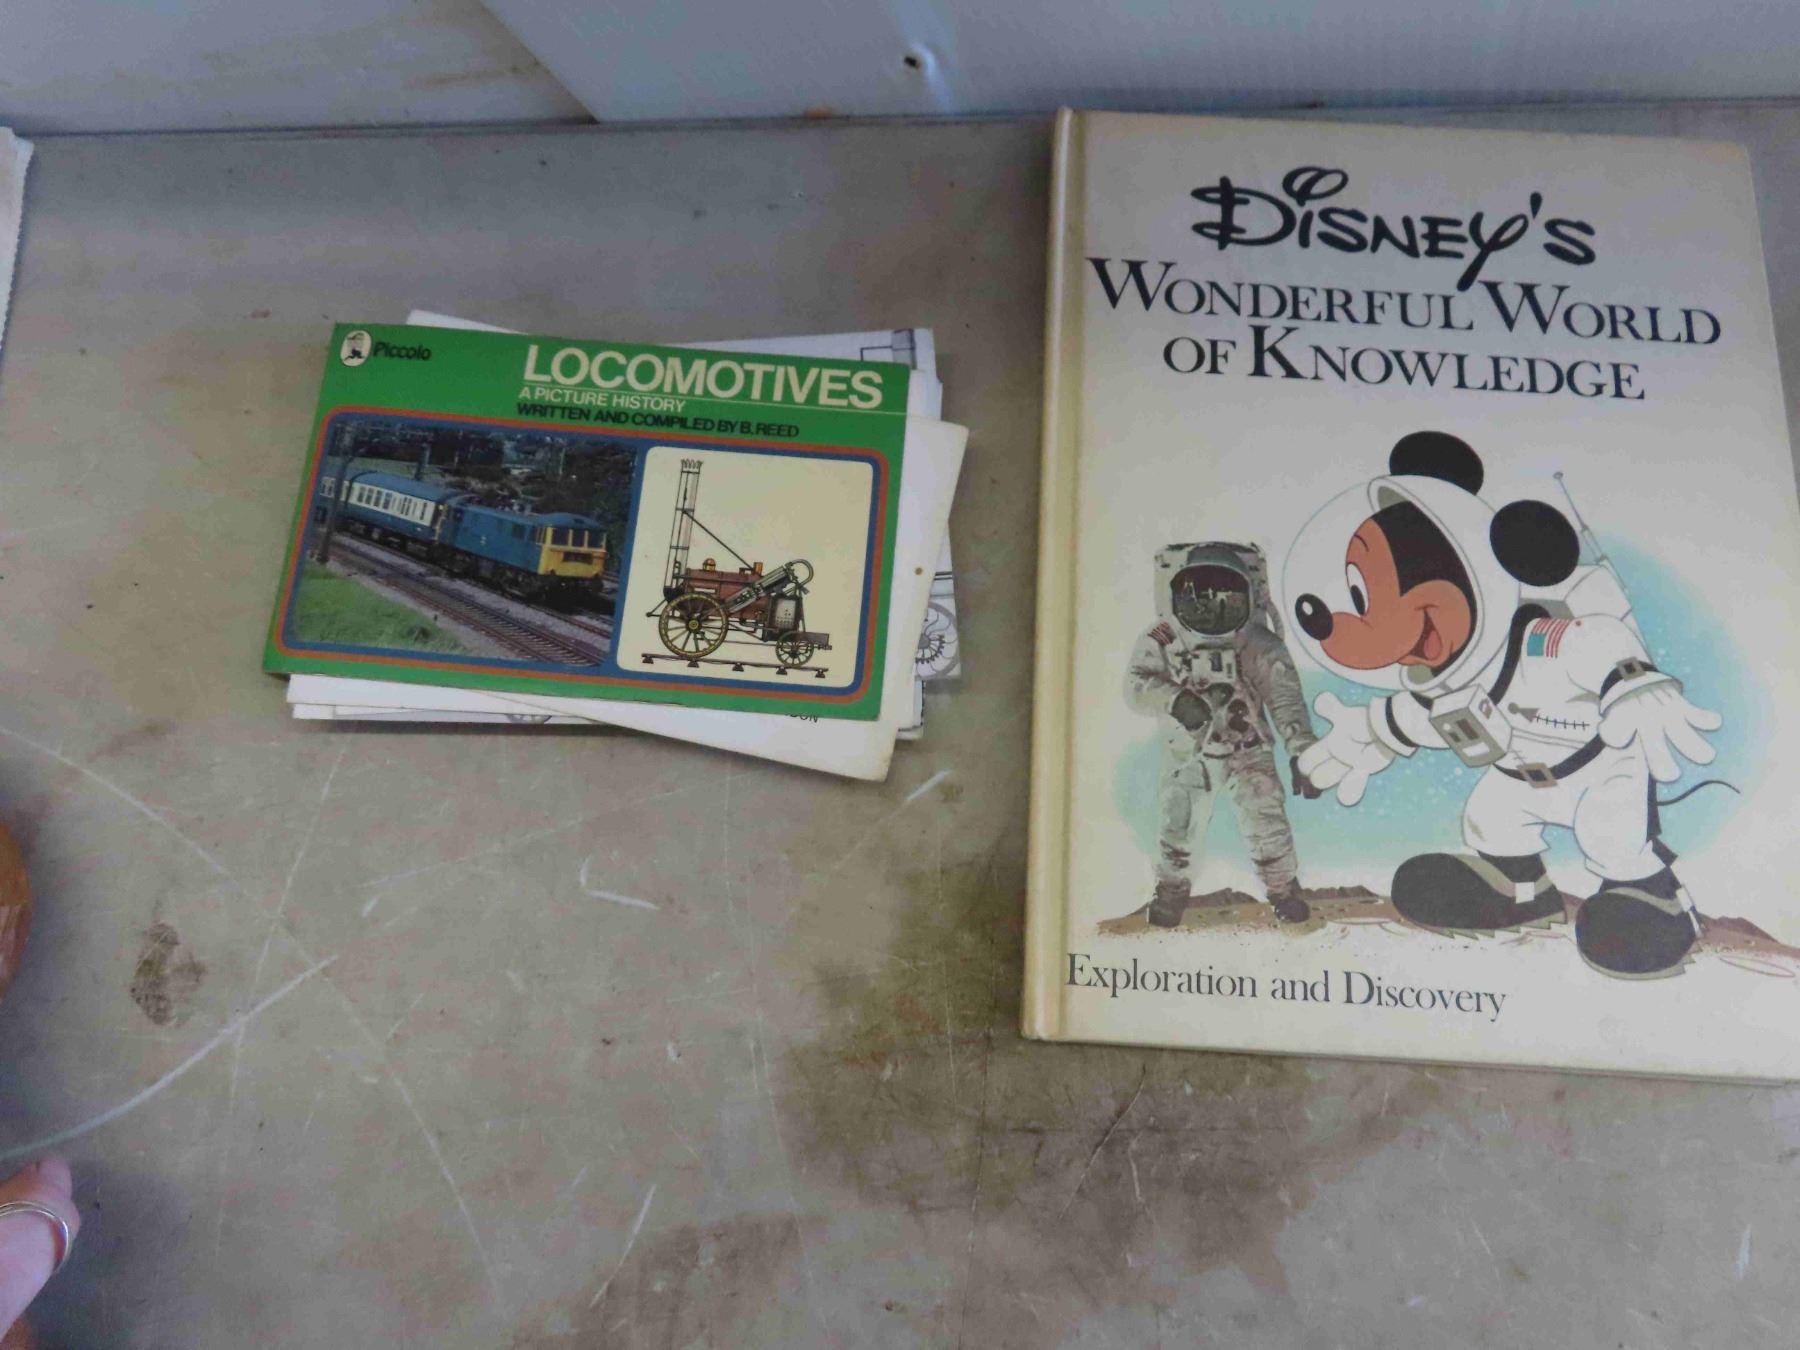 Piccolo
LOCOMOTIVES
A PICTURE HISTORY
WRITTEN AND COMPILED BY B. REED
DISNEY'S
WONDERFUL WORLD
OF KNOWLEDGE
Exploration and Discovery